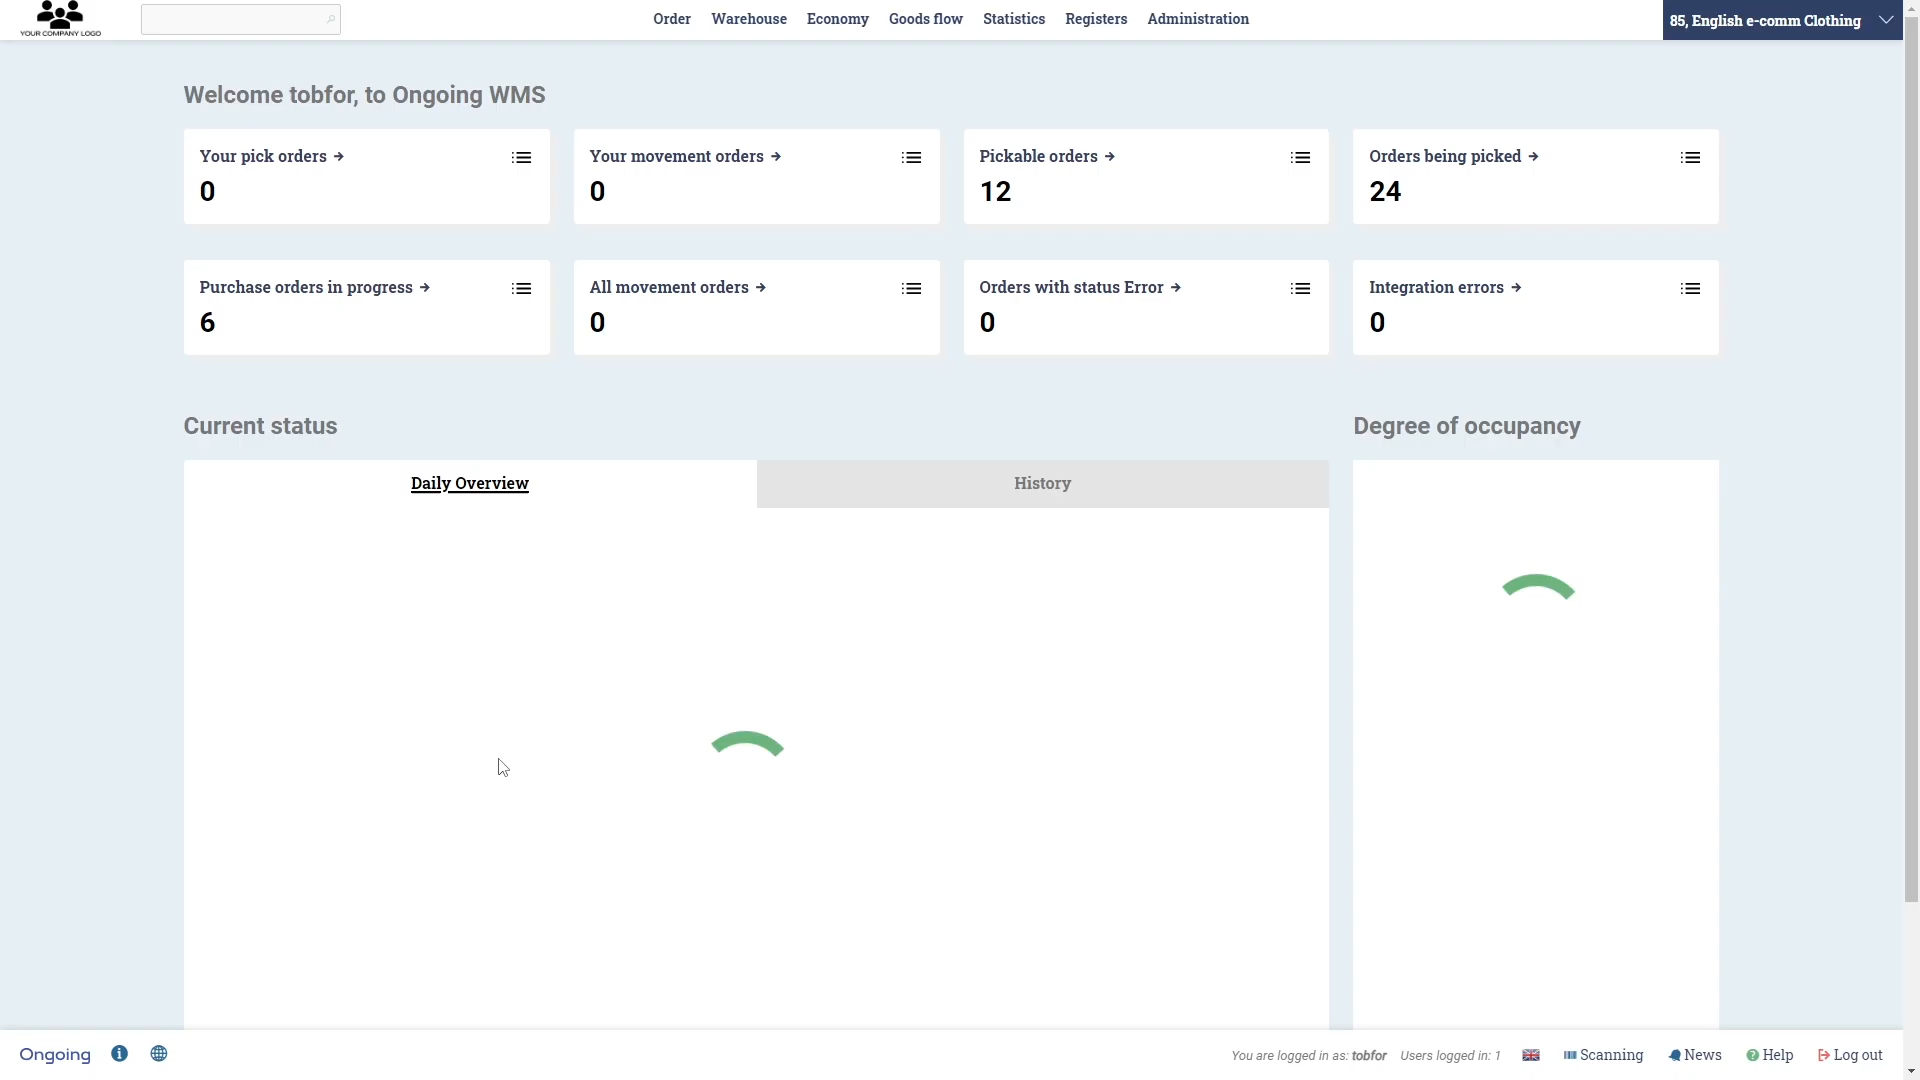 YOUR COMPANY LOGO
Order Warehouse Economy Goods flow Statistics Registers Administration
85, English e-comm Clothing
Welcome tobfor, to Ongoing WMS
Your pick orders →
0
Your movement orders →
0
Pickable orders →
12
Orders being picked →
24
Purchase orders in progress →
6
All movement orders →
0
Orders with status Error →
0
Integration errors →
0
Current status
Degree of occupancy
Daily Overview
History
Ongoing
You are logged in as: tobfor Users logged in: 1 Scanning News Help Log out